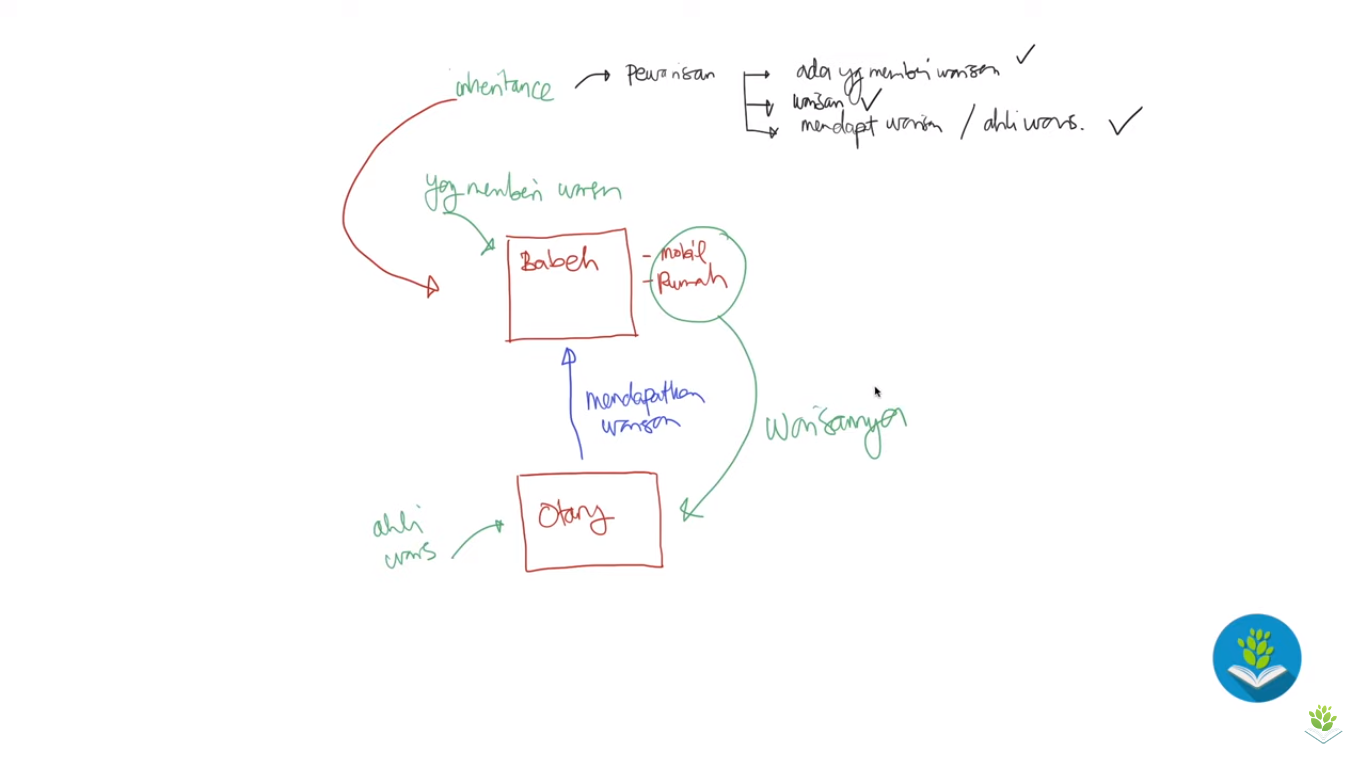 inheritance
pewarisan
ada yg memberi warisan
warisan
mendapt warisan / ahli waris.
yg memberi warisan
Babeh
- mobil
- Rumah
mendapatkan
warisan
warisannya
Otong
ahli
waris